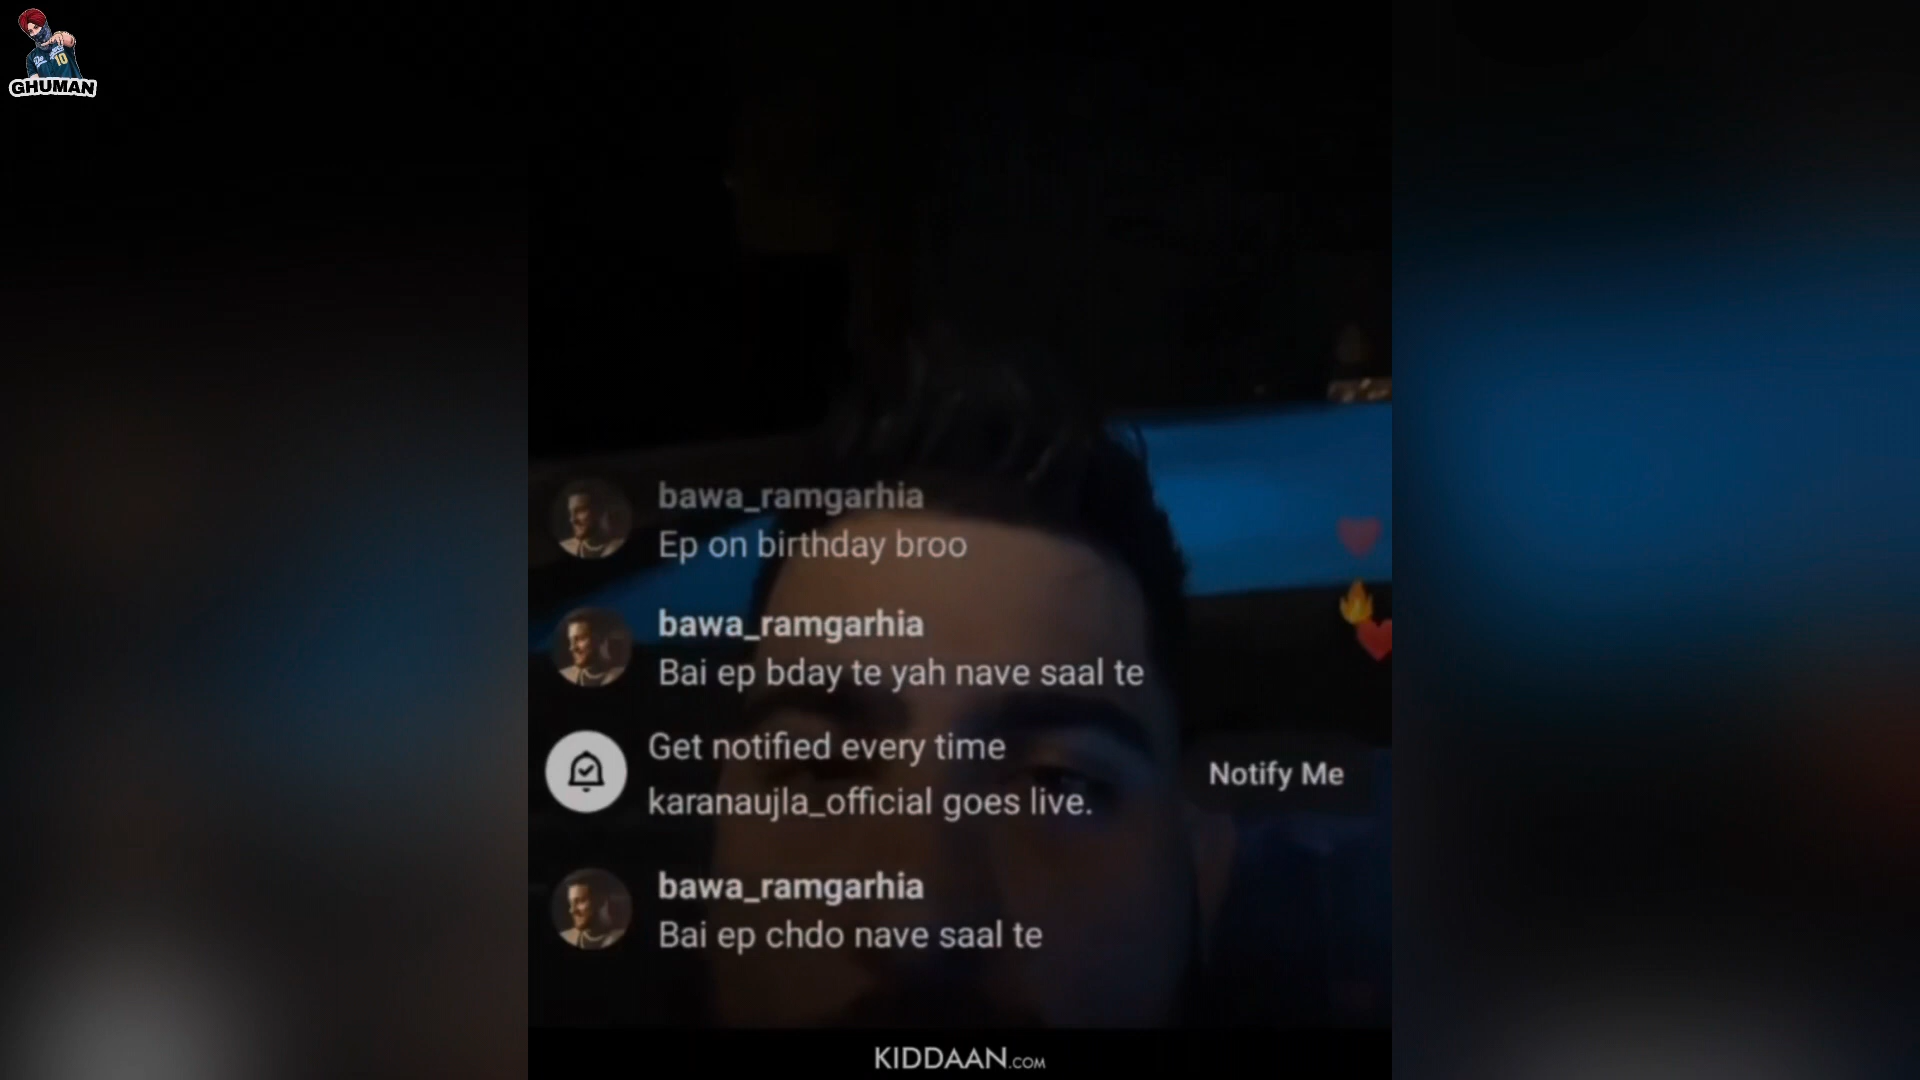 GHUMAN
bawa_ramgarhia
Ep on birthday broo
bawa_ramgarhia
Bai ep bday te yah nave saal te
Get notified every time
karanaujla_official goes live.
Notify Me
bawa_ramgarhia
Bai ep chdo nave saal te
KIDDAAN.COM